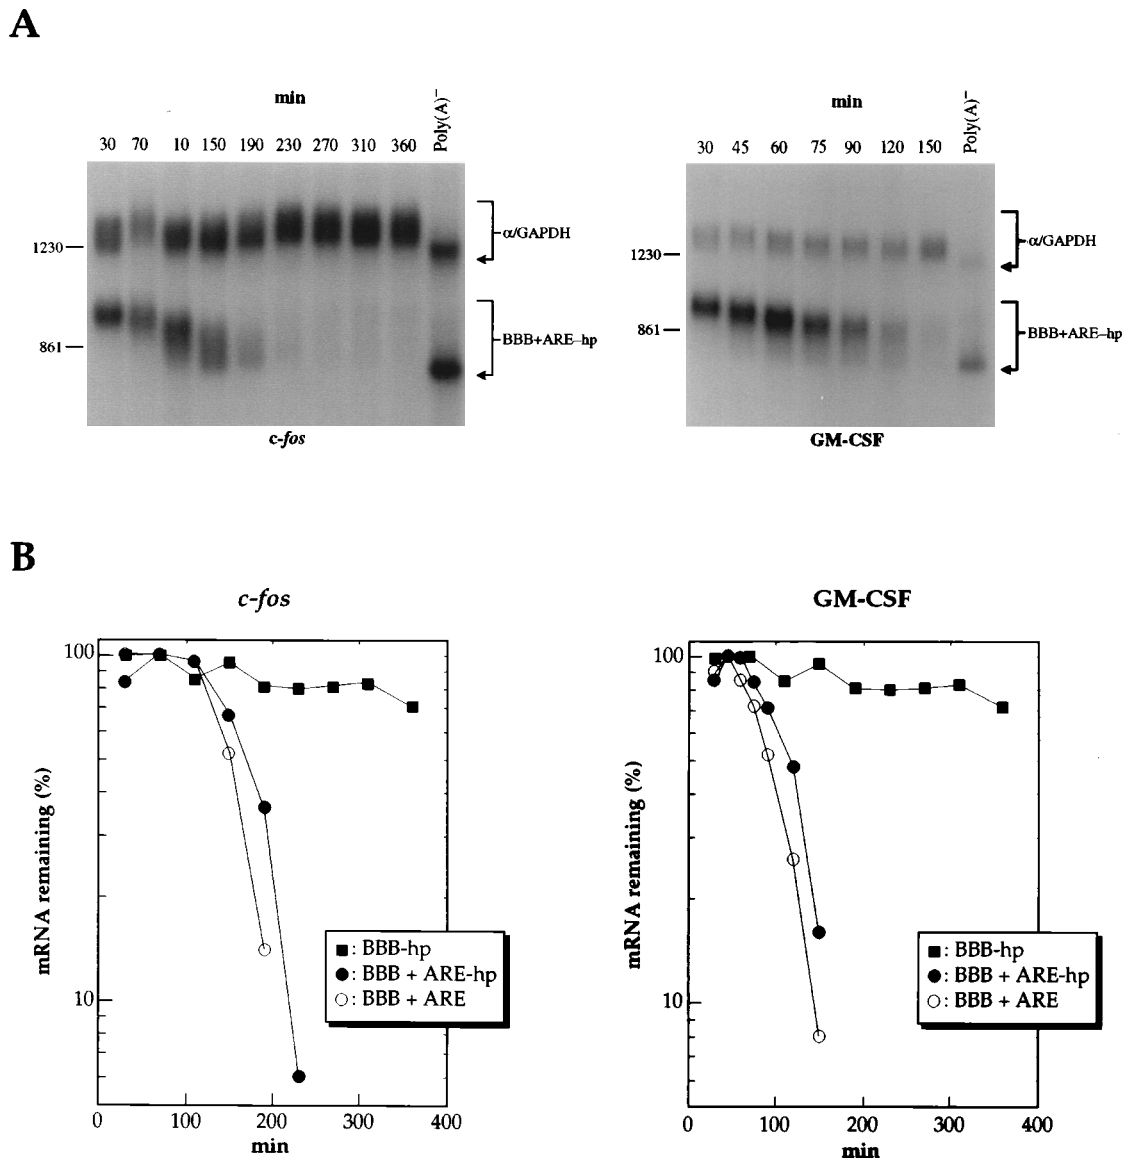 A
min
30 70 10 150 190 230 270 310 360 Poly(A)⁻
1230
861
α/GAPDH
BBB+ARE-hp
c-fos
min
30 45 60 75 90 120 150 Poly(A)⁻
1230
861
α/GAPDH
BBB+ARE-hp
GM-CSF
B
c-fos
mRNA remaining (%)
100
10
0 100 200 300 400
min
■: BBB-hp
●: BBB + ARE-hp
○: BBB + ARE
GM-CSF
mRNA remaining (%)
100
10
0 100 200 300 400
min
■: BBB-hp
●: BBB + ARE-hp
○: BBB + ARE